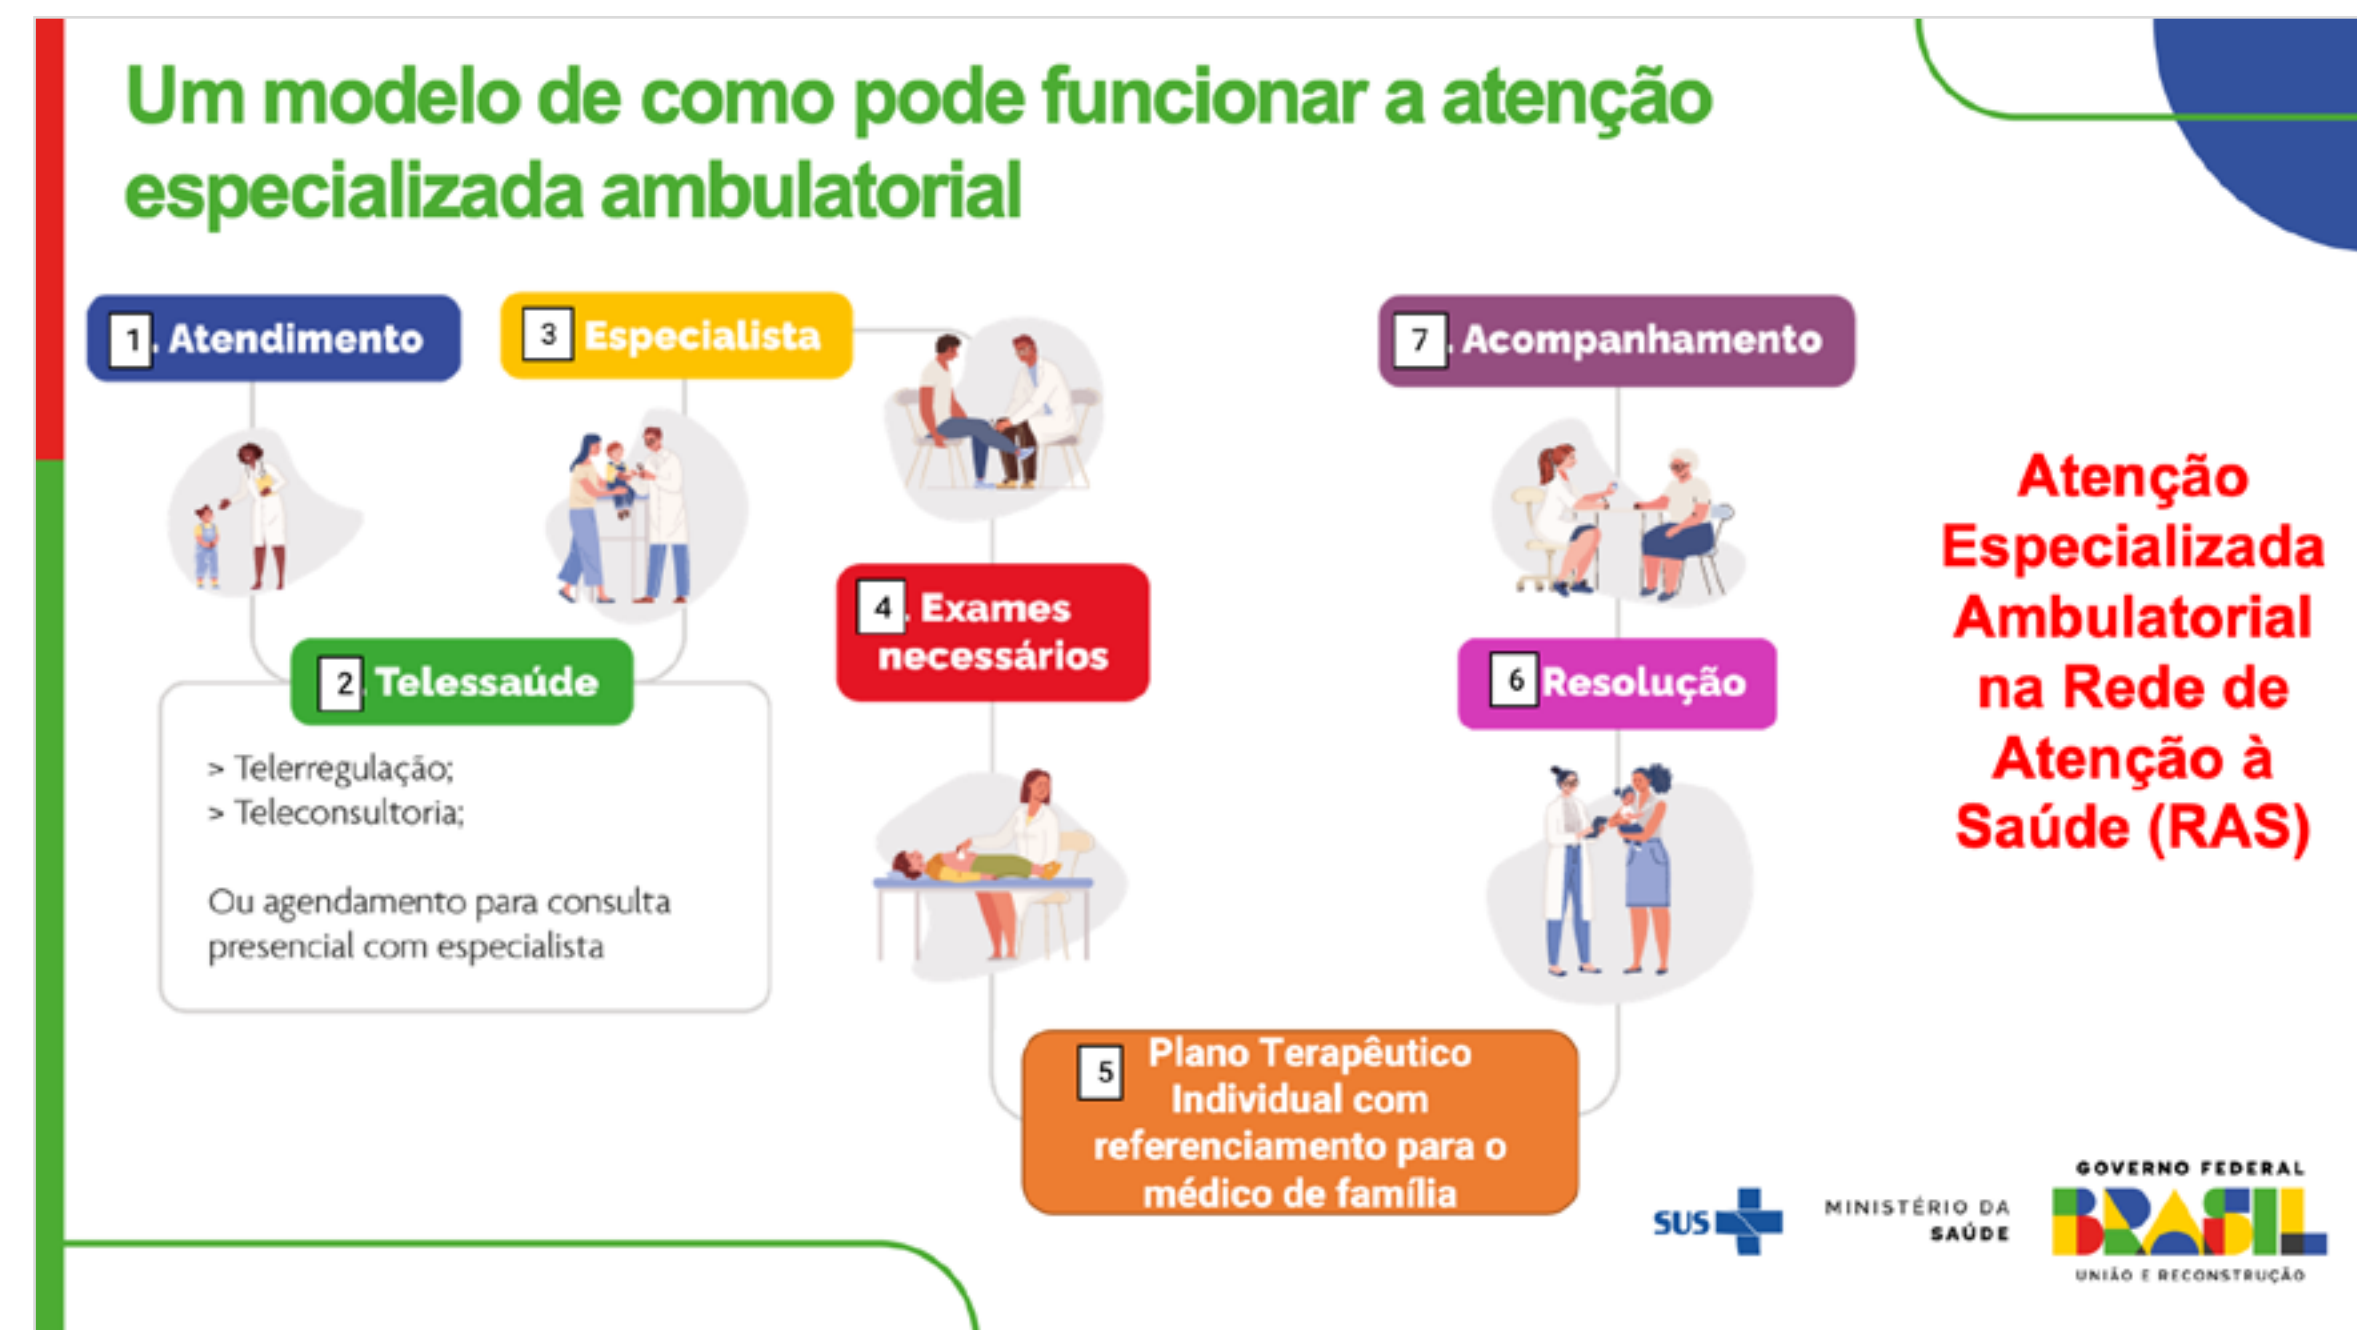 Um modelo de como pode funcionar a atenção
especializada ambulatorial
1. Atendimento
2. Telessaúde
> Telerregulação;
> Teleconsultoria;
Ou agendamento para consulta
presencial com especialista
3 Especialista
4. Exames
necessários
5 Plano Terapêutico
Individual com
referenciamento para o
médico de família
6 Resolução
7. Acompanhamento
Atenção
Especializada
Ambulatorial
na Rede de
Atenção à
Saúde (RAS)
SUS
MINISTÉRIO DA
SAÚDE
GOVERNO FEDERAL
BRASIL
UNIÃO E RECONSTRUÇÃO